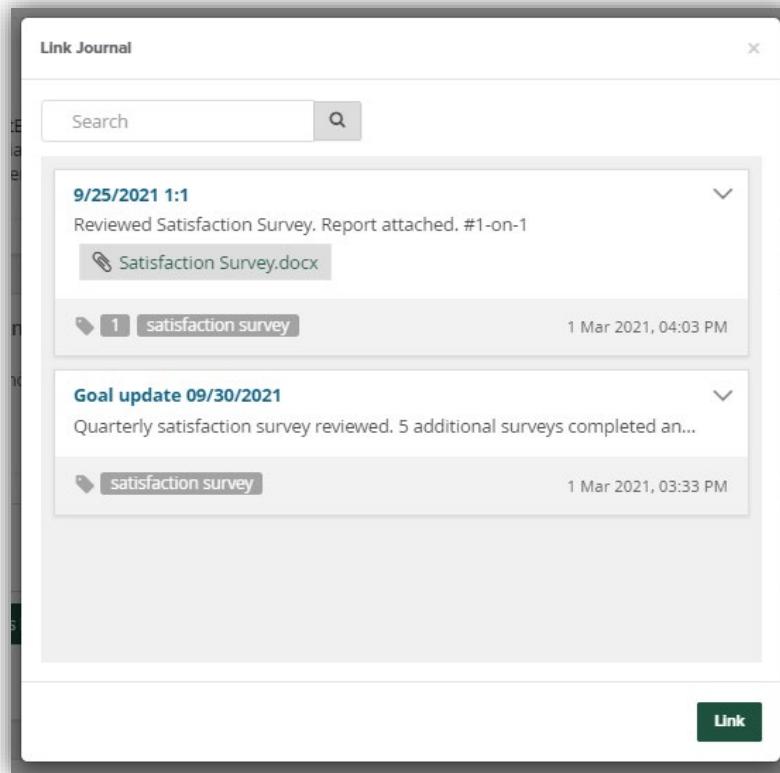 Link Journal
×
Search
9/25/2021 1:1
Reviewed Satisfaction Survey. Report attached. #1-on-1
Satisfaction Survey.docx
1 satisfaction survey 1 Mar 2021, 04:03 PM
Goal update 09/30/2021
Quarterly satisfaction survey reviewed. 5 additional surveys completed an...
satisfaction survey 1 Mar 2021, 03:33 PM
Link